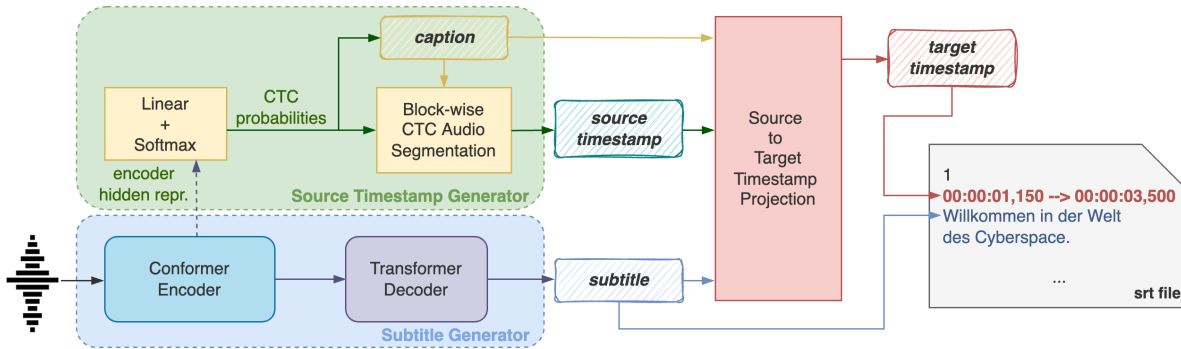 caption
Linear
+
Softmax
CTC
probabilities
Block-wise
CTC Audio
Segmentation
encoder
hidden repr.
Source Timestamp Generator
source
timestamp
Source
to
Target
Timestamp
Projection
target
timestamp
Conformer
Encoder
Transformer
Decoder
Subtitle Generator
subtitle
1
00:00:01,150 --> 00:00:03,500
Willkommen in der Welt
des Cyberspace.
...
srt file